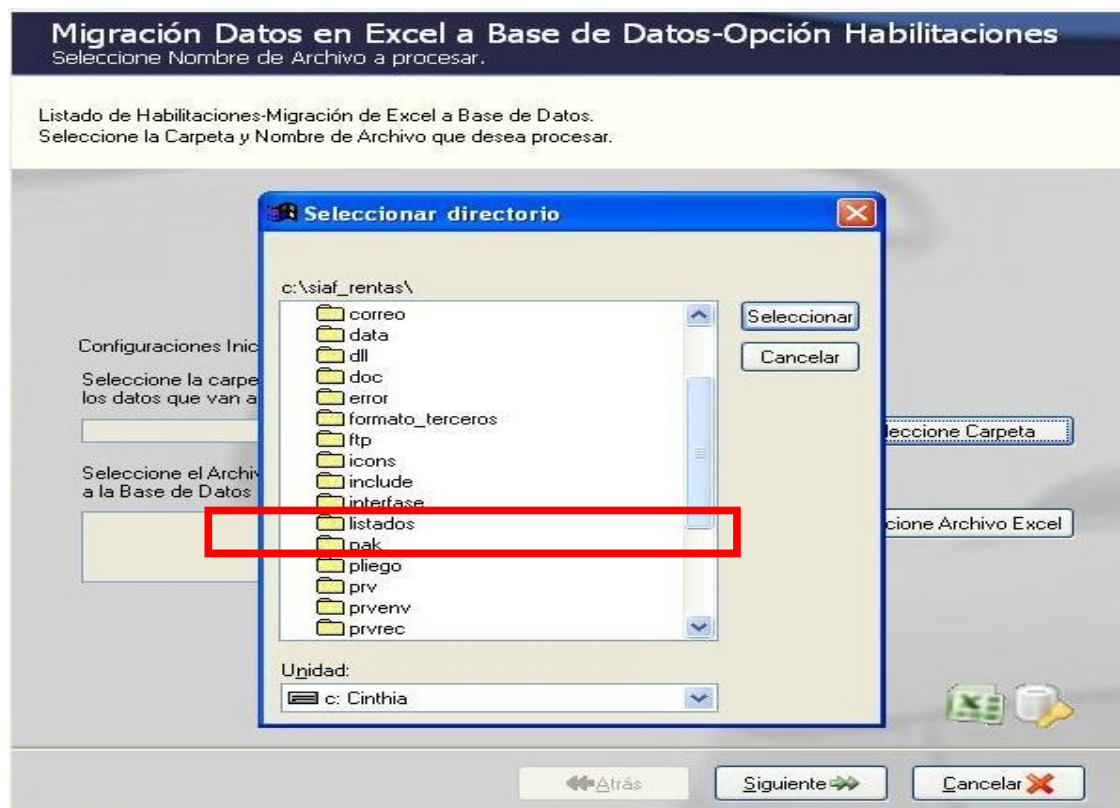 Migración Datos en Excel a Base de Datos-Opción Habilitaciones
Seleccione Nombre de Archivo a procesar.
Listado de Habilitaciones-Migración de Excel a Base de Datos.
Seleccione la Carpeta y Nombre de Archivo que desea procesar.
Seleccionar directorio
c:\siaf_rentas\
correo
data
dll
doc
error
formato_terceros
ftp
icons
include
interfase
listados
pak
pliego
prv
prvenv
prvrec
Seleccionar
Cancelar
Unidad:
c: Cinthia
Configuraciones Inic
Seleccione la carpe
los datos que van a
leccione Carpeta
Seleccione el Archiv
a la Base de Datos
cione Archivo Excel
Atrás
Siguiente
Cancelar